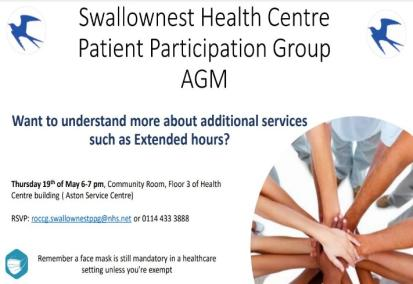 Swallownest Health Centre
Patient Participation Group
AGM
Want to understand more about additional services
such as Extended hours?
Thursday 19th of May 6-7 pm, Community Room, Floor 3 of Health
Centre building ( Aston Service Centre)
RSVP: roccg.swallownestppg@nhs.net or 0114 433 3888
Remember a face mask is still mandatory in a healthcare
setting unless you're exempt